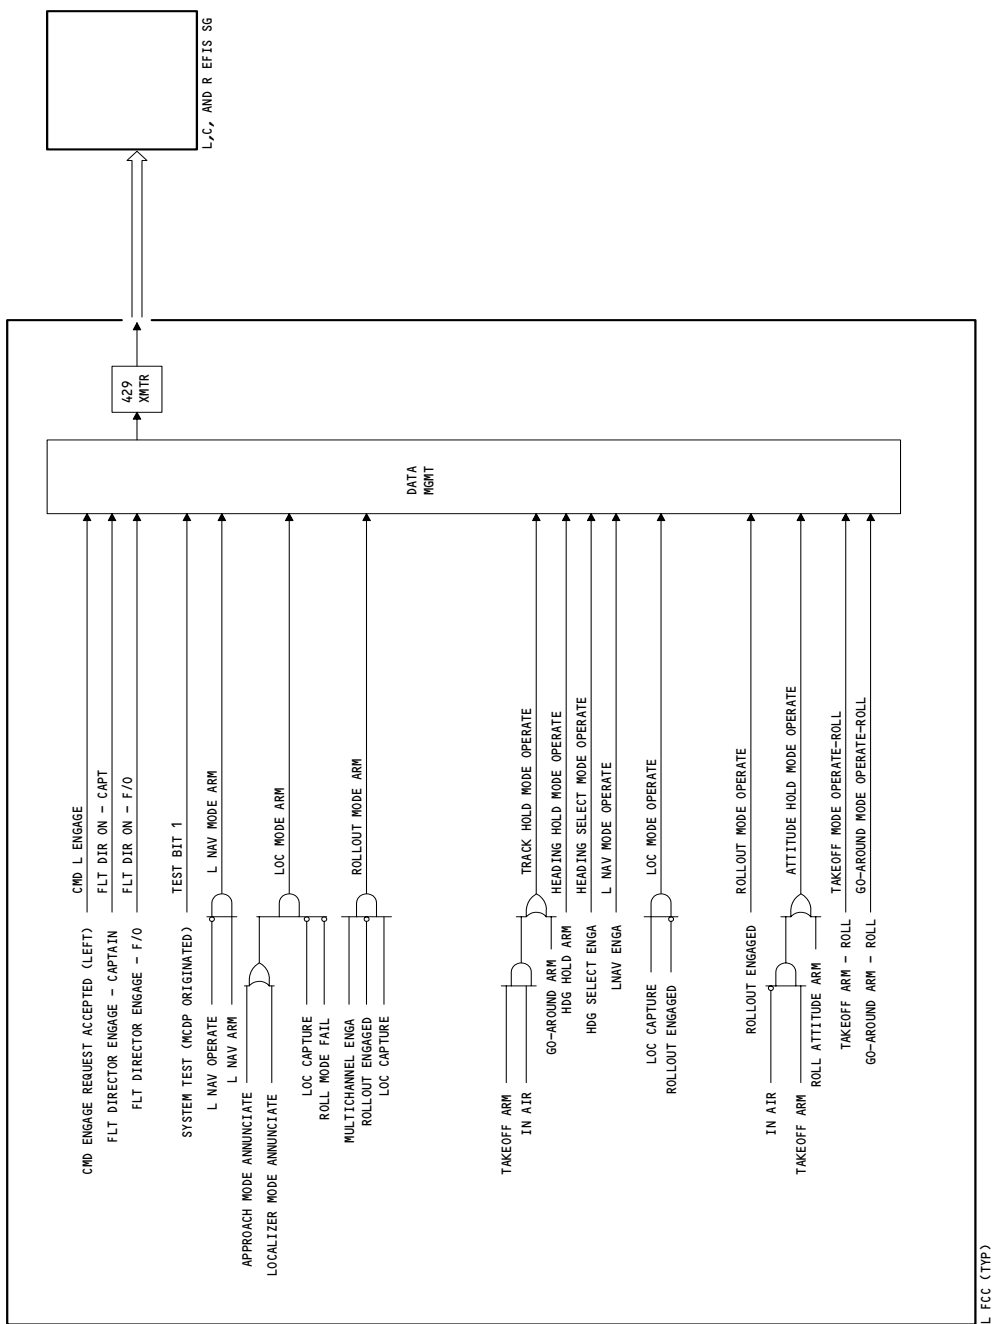 CMD ENGAGE REQUEST ACCEPTED (LEFT)
CMD L ENGAGE
FLT DIRECTOR ENGAGE - CAPTAIN
FLT DIR ON - CAPT
FLT DIRECTOR ENGAGE - F/O
FLT DIR ON - F/O
SYSTEM TEST (MCDP ORIGINATED)
TEST BIT 1
L NAV OPERATE
L NAV ARM
L NAV MODE ARM
APPROACH MODE ANNUNCIATE
LOCALIZER MODE ANNUNCIATE
LOC CAPTURE
ROLL MODE FAIL
LOC MODE ARM
MULTICHANNEL ENGA
ROLLOUT ENGAGED
LOC CAPTURE
ROLLOUT MODE ARM
TAKEOFF ARM
IN AIR
GO-AROUND ARM
TRACK HOLD MODE OPERATE
HDG HOLD ARM
HEADING HOLD MODE OPERATE
HDG SELECT ENGA
HEADING SELECT MODE OPERATE
LNAV ENGA
L NAV MODE OPERATE
LOC CAPTURE
ROLLOUT ENGAGED
LOC MODE OPERATE
ROLLOUT ENGAGED
ROLLOUT MODE OPERATE
IN AIR
TAKEOFF ARM
ROLL ATTITUDE ARM
ATTITUDE HOLD MODE OPERATE
TAKEOFF ARM - ROLL
TAKEOFF MODE OPERATE-ROLL
GO-AROUND ARM - ROLL
GO-AROUND MODE OPERATE-ROLL
DATA
MGMT
429
XMTR
L,C, AND R EFIS SG
L FCC (TYP)